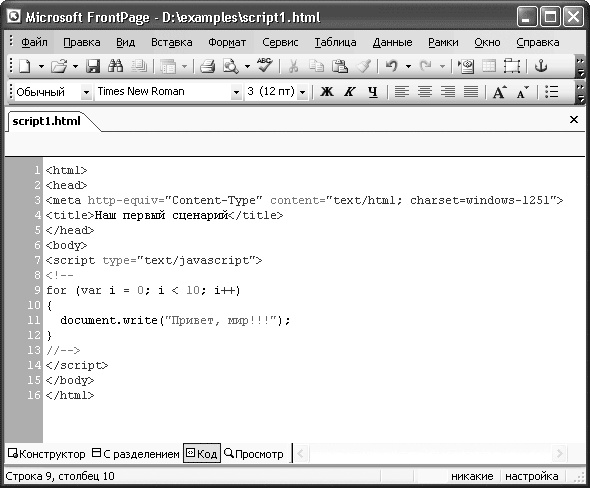 Microsoft FrontPage - D:\examples\script1.html
Файл Правка Вид Вставка Формат Сервис Таблица Данные Рамки Окно Справка
Обычный Times New Roman 3 (12 пт) Ж К Ч A A
script1.html
1 <html>
2 <head>
3 <meta http-equiv="Content-Type" content="text/html; charset=windows-1251">
4 <title>Наш первый сценарий</title>
5 </head>
6 <body>
7 <script type="text/javascript">
8 <!--
9 for (var i = 0; i < 10; i++)
10 {
11 document.write("Привет, мир!!!");
12 }
13 //-->
14 </script>
15 </body>
16 </html>
Конструктор С разделением Код Просмотр
Строка 9, столбец 10 никакие настройка